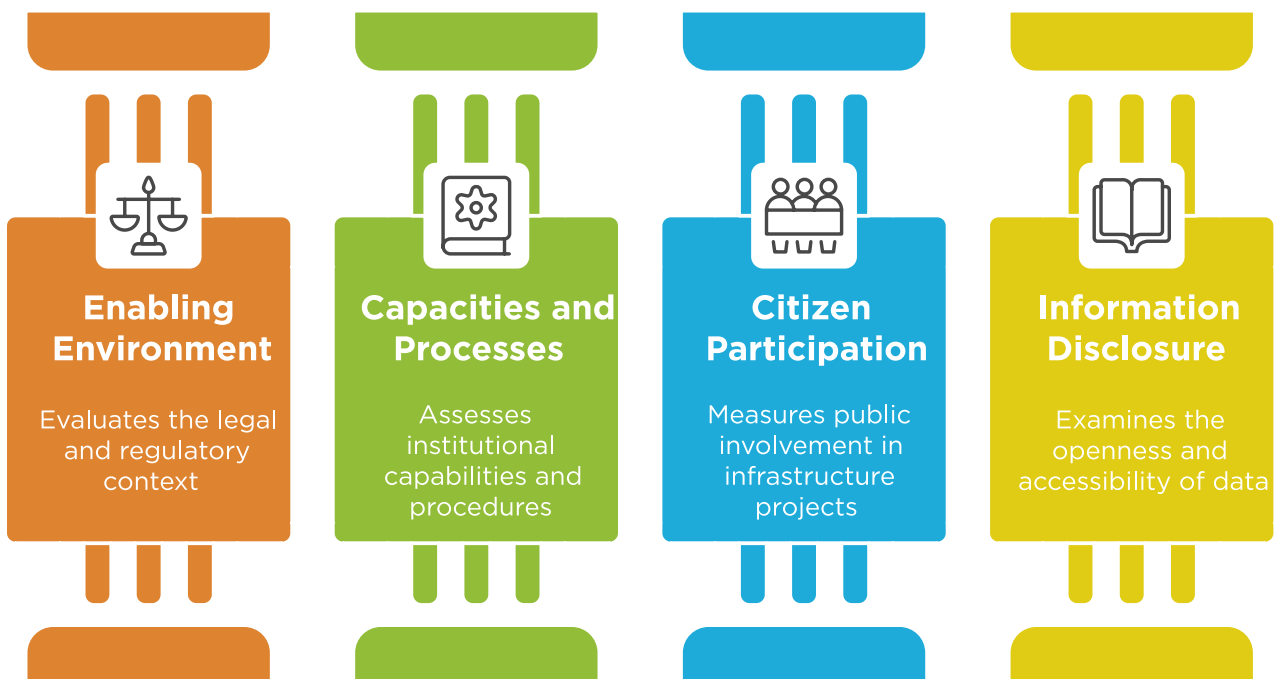 Enabling
Environment
Evaluates the legal
and regulatory
context
Capacities and
Processes
Assesses
institutional
capabilities and
procedures
Citizen
Participation
Measures public
involvement in
infrastructure
projects
Information
Disclosure
Examines the
openness and
accessibility of data